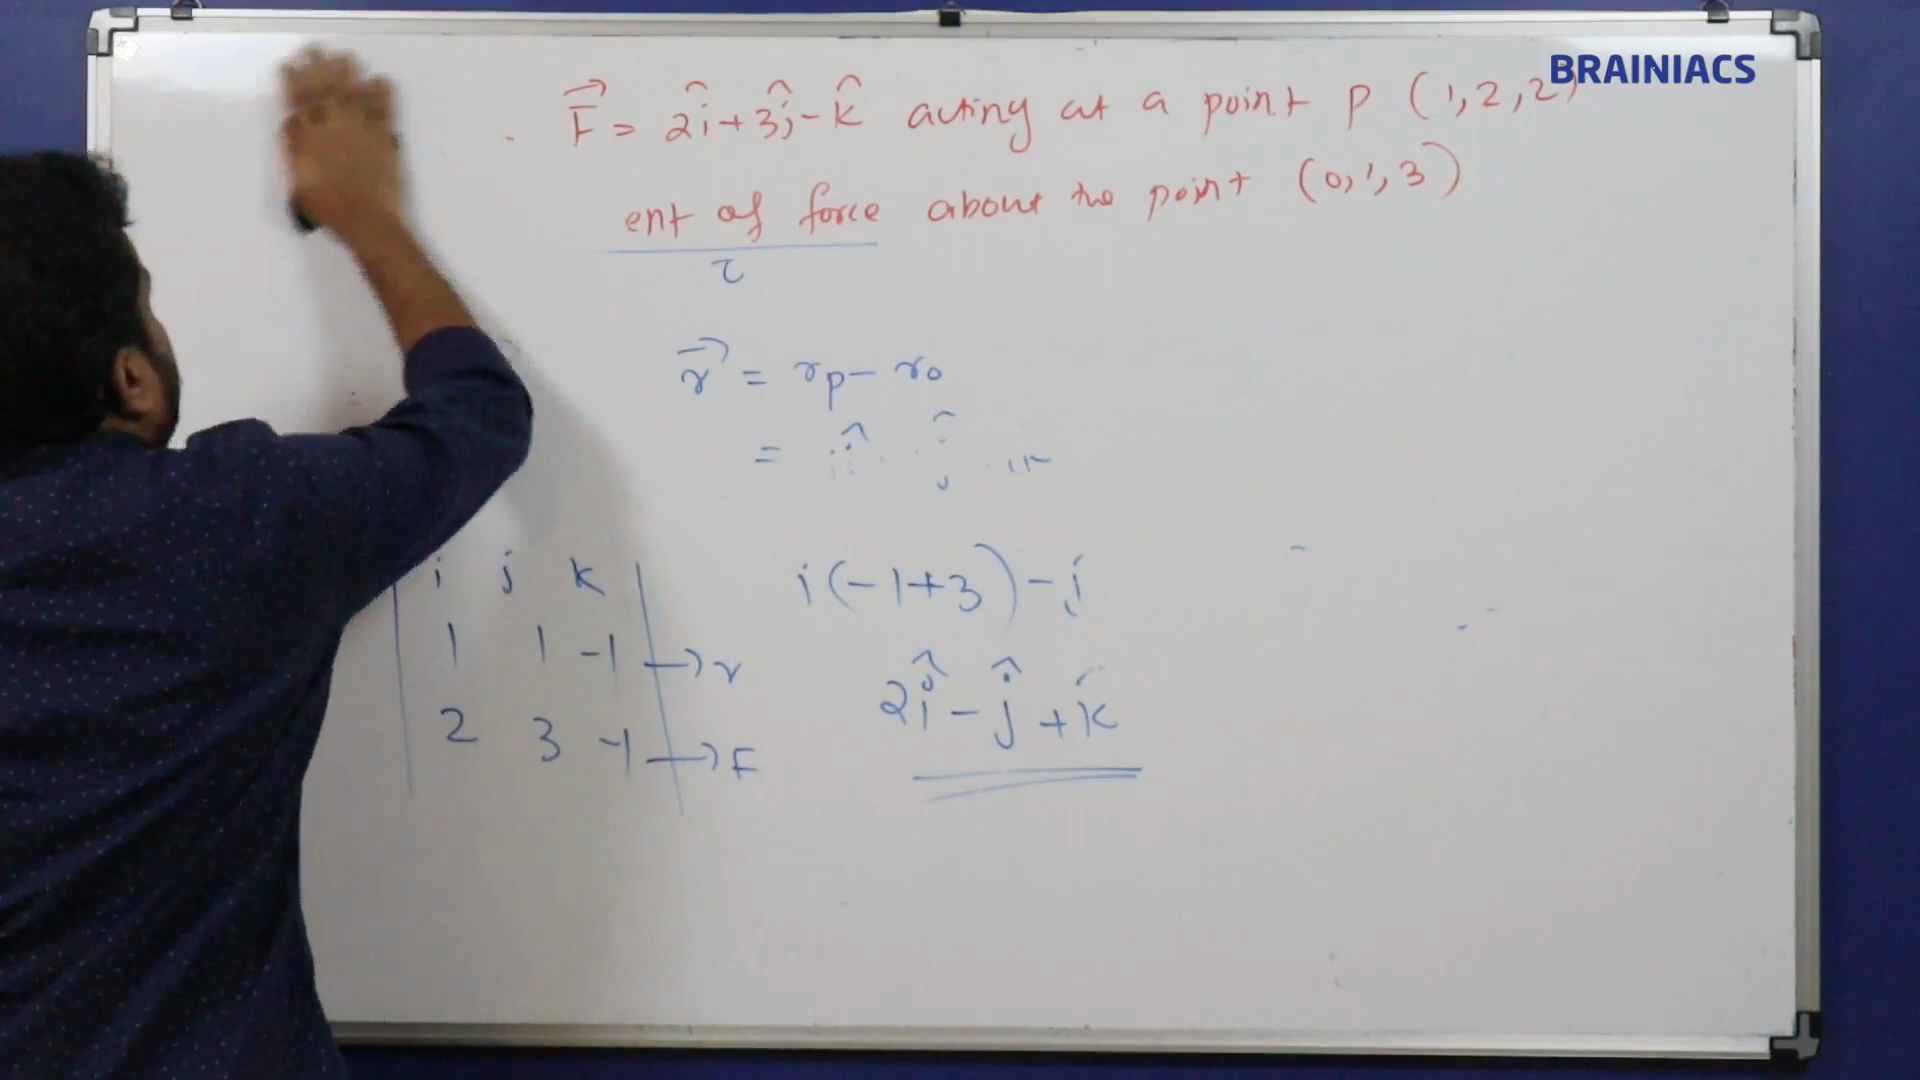 BRAINIACS
F = 2i + 3j - k acting at a point P (1, 2, 2)
ent of force about the point (0, 1, 3)
τ
r = rp - ro
=
i j k
1 1 -1 → r
2 3 -1 → F
i(-1+3) - j
2i - j + k